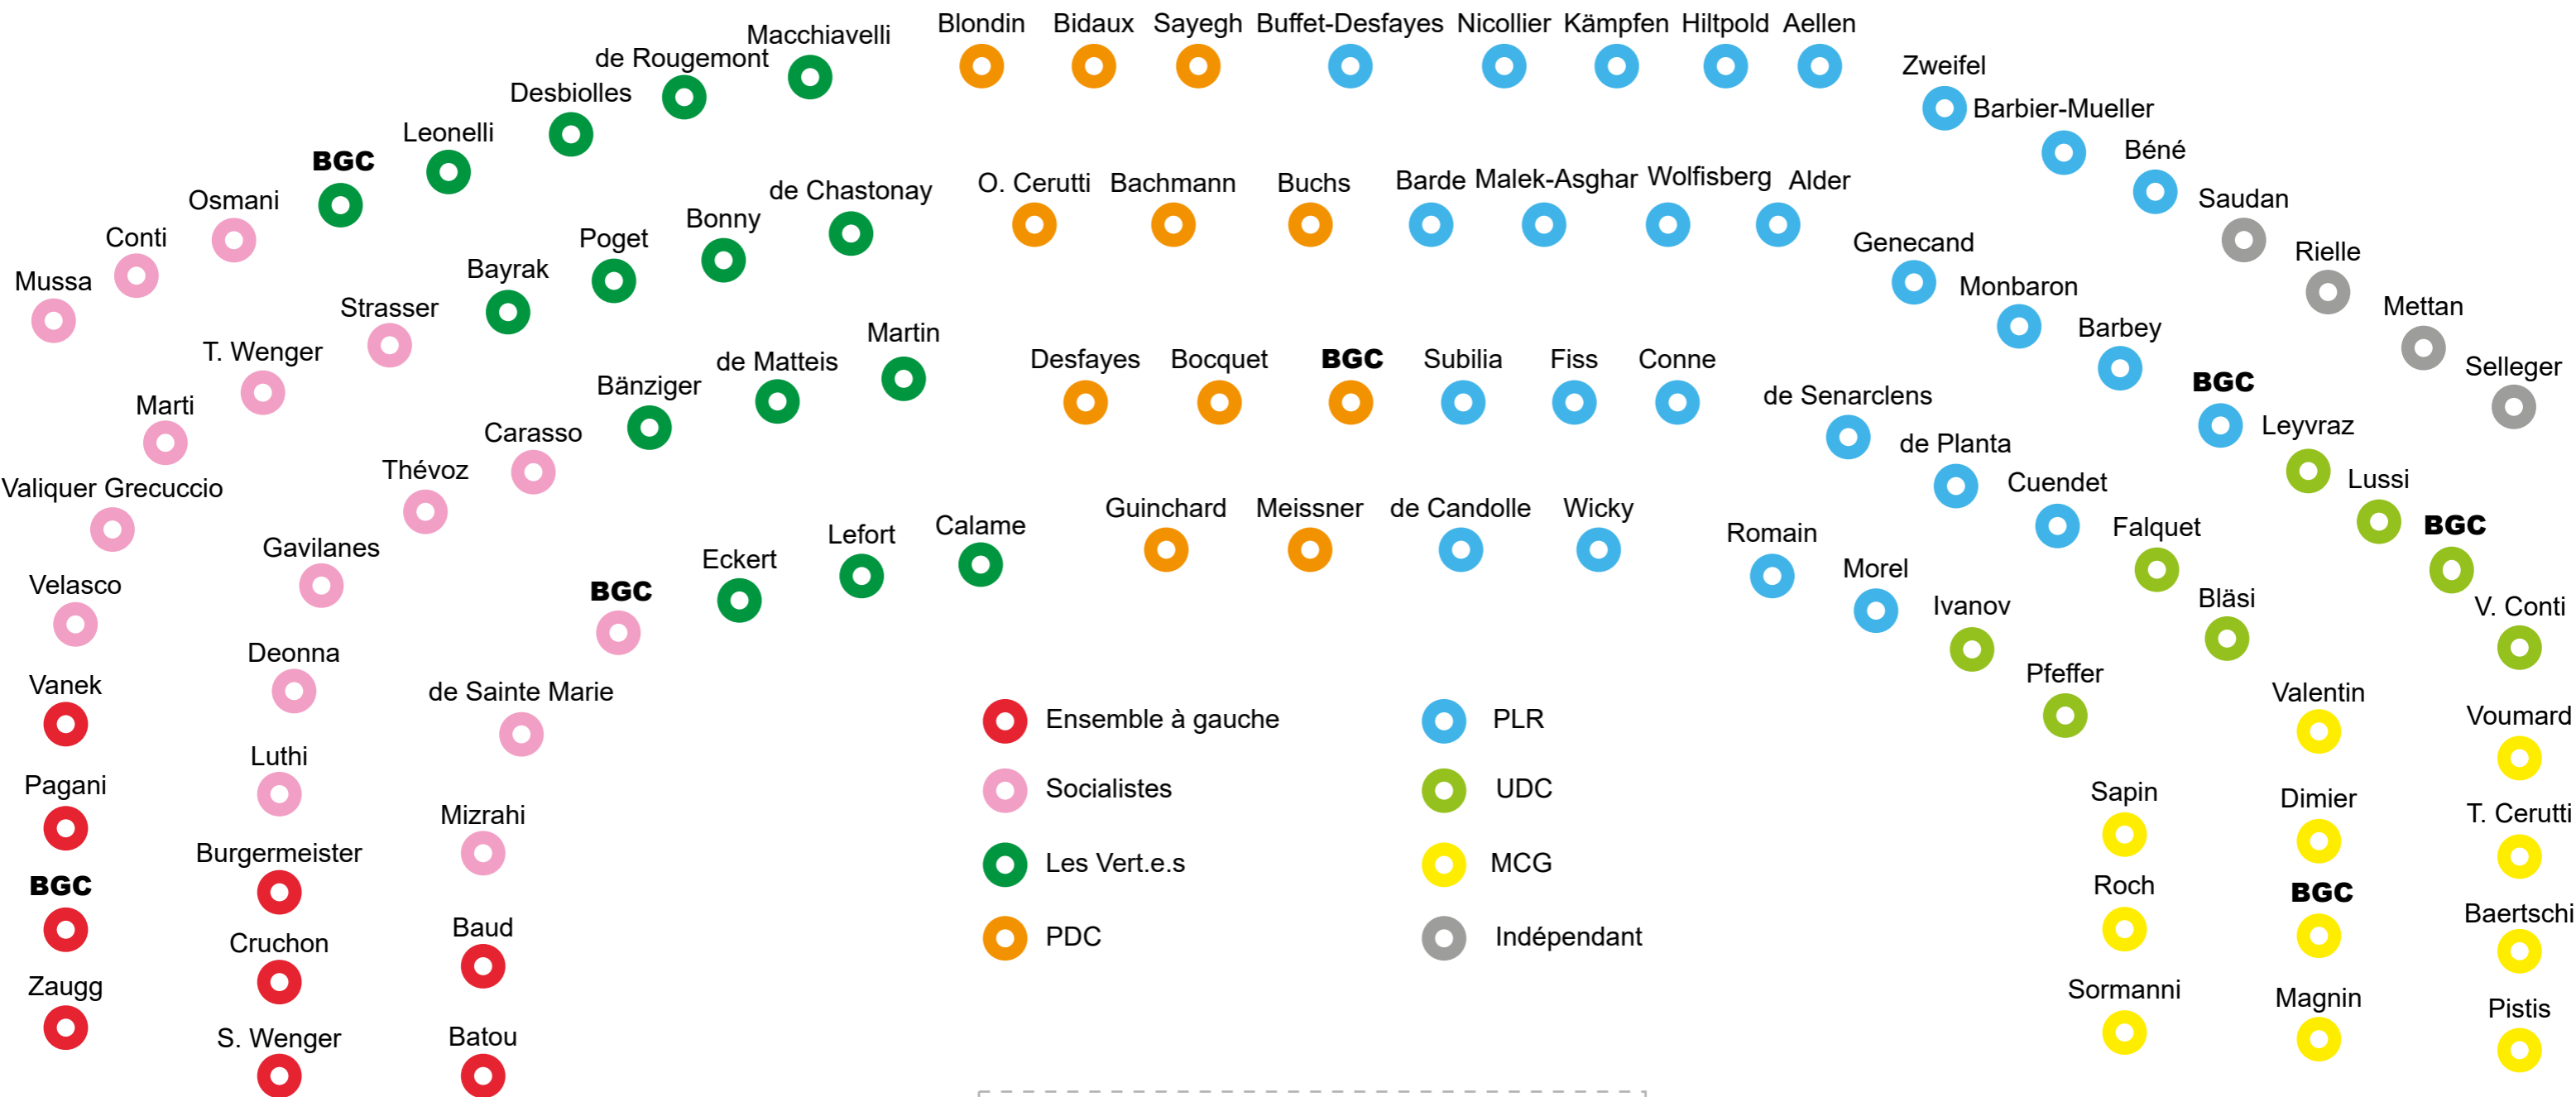 Blondin
Bidaux
Sayegh
Buffet-Desfayes
Nicollier
Kämpfen
Hiltpold
Aellen
Macchiavelli
de Rougemont
Zweifel
Desbiolles
Barbier-Mueller
Leonelli
Béné
BGC
Osmani
Saudan
Conti
Rielle
Mussa
Mettan
Selleger
de Chastonay
O. Cerutti
Bachmann
Buchs
Barde
Malek-Asghar
Wolfisberg
Alder
Bonny
Poget
Genecand
Bayrak
Monbaron
Strasser
Barbey
T. Wenger
BGC
Marti
Leyvraz
Valiquer Grecuccio
Lussi
Velasco
BGC
V. Conti
Martin
de Matteis
Desfayes
Bocquet
BGC
Subilia
Fiss
Conne
Bänziger
de Senarclens
Carasso
de Planta
Thévoz
Cuendet
Gavilanes
Falquet
Deonna
Bläsi
Calame
Guinchard
Meissner
de Candolle
Wicky
Lefort
Romain
Eckert
Morel
BGC
Ivanov
de Sainte Marie
Pfeffer
Vanek
Pagani
BGC
Zaugg
Luthi
Burgermeister
Cruchon
S. Wenger
Mizrahi
Baud
Batou
Ensemble à gauche
Socialistes
Les Vert.e.s
PDC
PLR
UDC
MCG
Indépendant
Sapin
Roch
Sormanni
Valentin
Dimier
BGC
Magnin
Voumard
T. Cerutti
Baertschi
Pistis